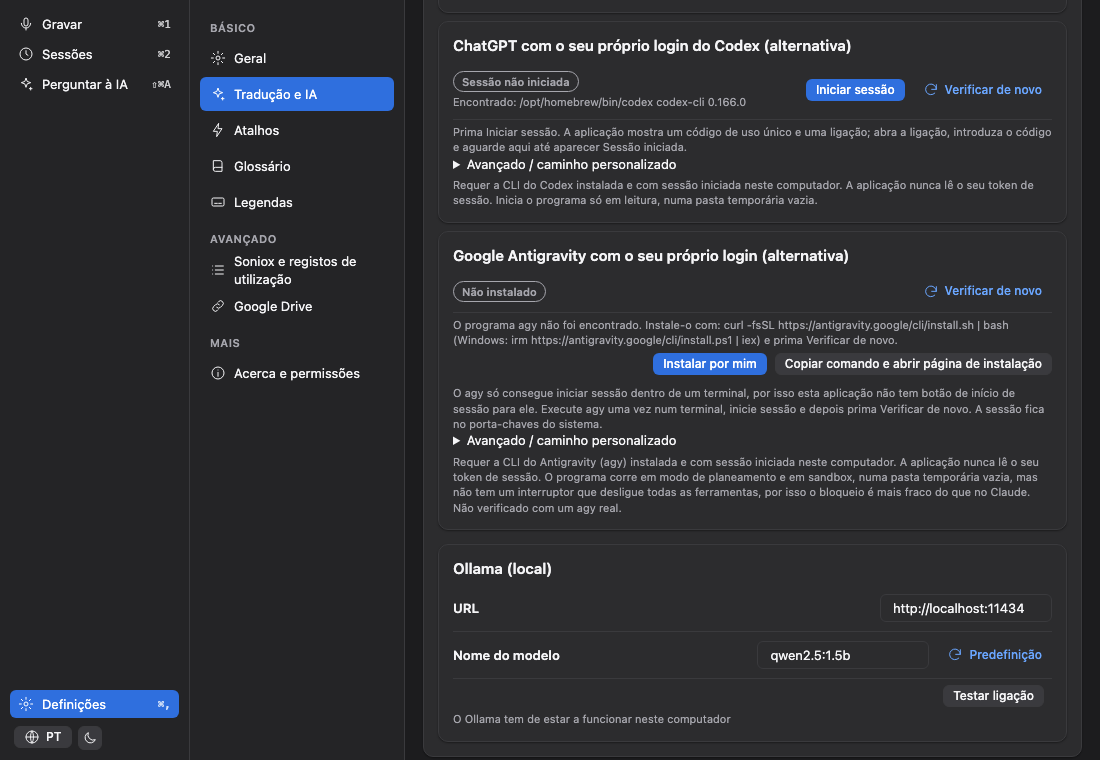 Gravar ⌘1
Sessões ⌘2
Perguntar à IA ⇧⌘A
Definições ⌘,
PT
BÁSICO
Geral
Tradução e IA
Atalhos
Glossário
Legendas
AVANÇADO
Soniox e registos de
utilização
Google Drive
MAIS
Acerca e permissões
ChatGPT com o seu próprio login do Codex (alternativa)
Sessão não iniciada
Encontrado: /opt/homebrew/bin/codex codex-cli 0.166.0
Iniciar sessão
Verificar de novo
Prima Iniciar sessão. A aplicação mostra um código de uso único e uma ligação; abra a ligação, introduza o código
e aguarde aqui até aparecer Sessão iniciada.
Avançado / caminho personalizado
Requer a CLI do Codex instalada e com sessão iniciada neste computador. A aplicação nunca lê o seu token de
sessão. Inicia o programa só em leitura, numa pasta temporária vazia.
Google Antigravity com o seu próprio login (alternativa)
Não instalado
Verificar de novo
O programa agy não foi encontrado. Instale-o com: curl -fsSL https://antigravity.google/cli/install.sh | bash
(Windows: irm https://antigravity.google/cli/install.ps1 | iex) e prima Verificar de novo.
Instalar por mim
Copiar comando e abrir página de instalação
O agy só consegue iniciar sessão dentro de um terminal, por isso esta aplicação não tem botão de início de
sessão para ele. Execute agy uma vez num terminal, inicie sessão e depois prima Verificar de novo. A sessão fica
no porta-chaves do sistema.
Avançado / caminho personalizado
Requer a CLI do Antigravity (agy) instalada e com sessão iniciada neste computador. A aplicação nunca lê o seu
token de sessão. O programa corre em modo de planeamento e em sandbox, numa pasta temporária vazia, mas
não tem um interruptor que desligue todas as ferramentas, por isso o bloqueio é mais fraco do que no Claude.
Não verificado com um agy real.
Ollama (local)
URL
http://localhost:11434
Nome do modelo
qwen2.5:1.5b
Predefinição
Testar ligação
O Ollama tem de estar a funcionar neste computador